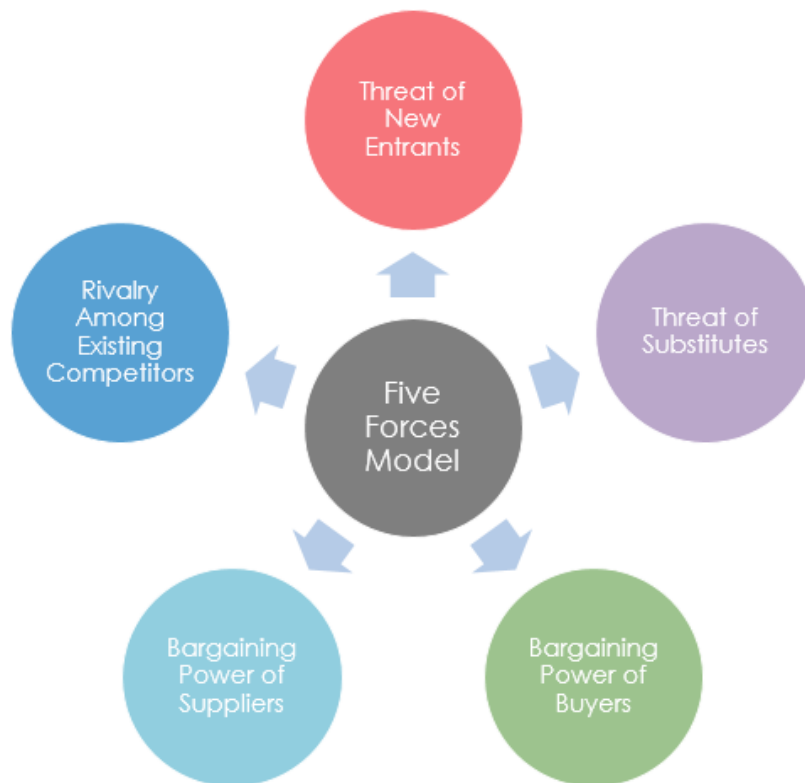 Threat of
New
Entrants
Rivalry
Among
Existing
Competitors
Threat of
Substitutes
Five
Forces
Model
Bargaining
Power of
Suppliers
Bargaining
Power of
Buyers